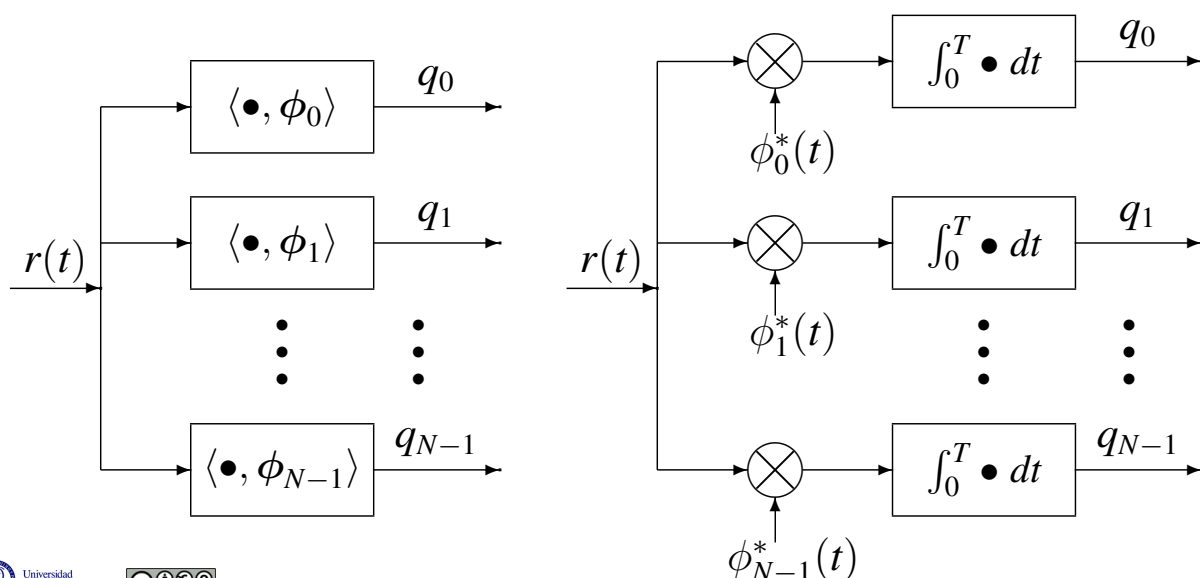 r(t)
⟨●, ϕ₀⟩
q₀
⟨●, ϕ₁⟩
q₁
⟨●, ϕ_{N−1}⟩
q_{N−1}
r(t)
ϕ₀*(t)
∫₀ᵀ ● dt
q₀
ϕ₁*(t)
∫₀ᵀ ● dt
q₁
ϕ*_{N−1}(t)
∫₀ᵀ ● dt
q_{N−1}
Universidad